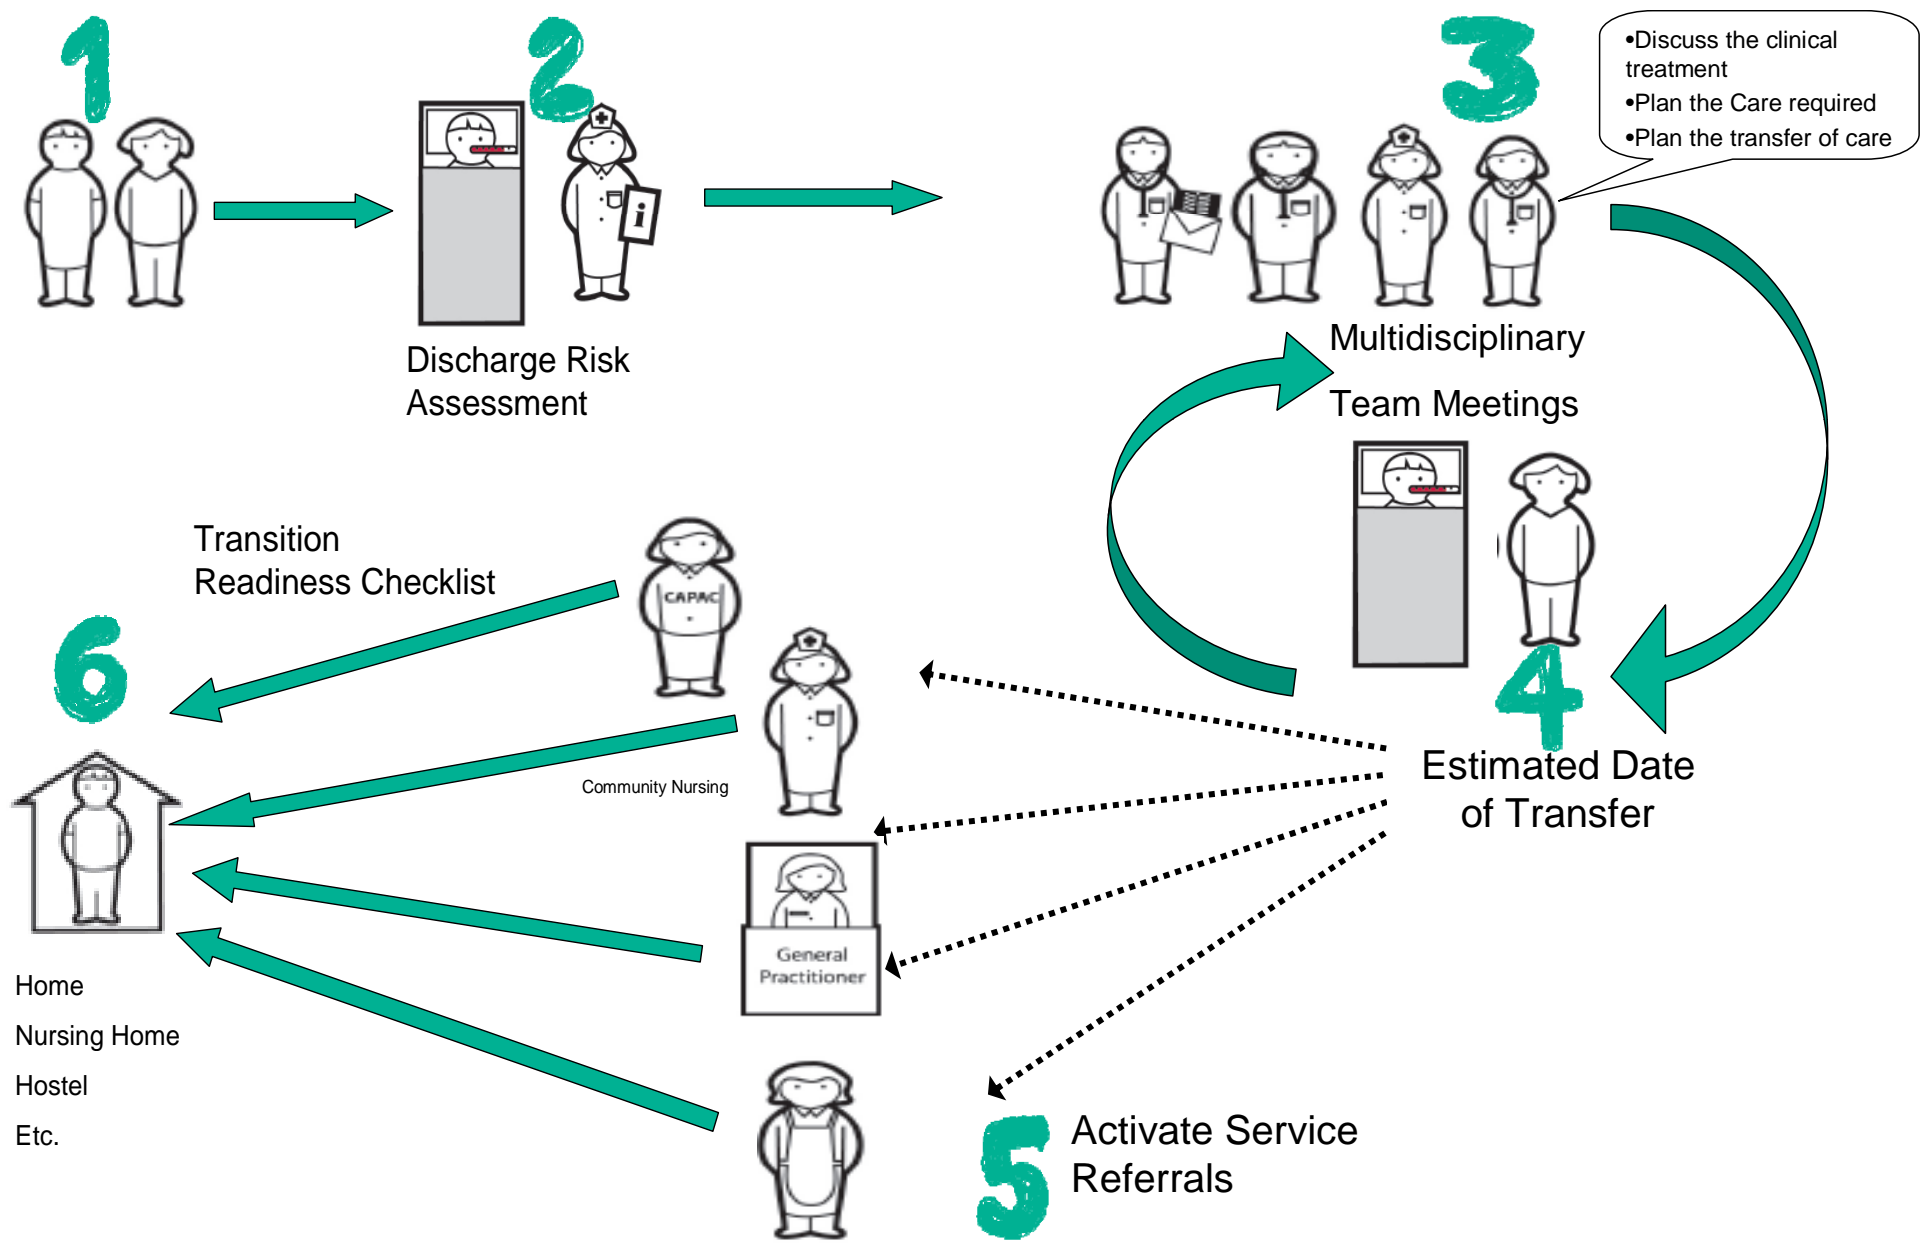 1
2
3
•Discuss the clinical
treatment
•Plan the Care required
•Plan the transfer of care
i
Discharge Risk
Assessment
Multidisciplinary
Team Meetings
Transition
Readiness Checklist
CAPAC
6
4
Estimated Date
of Transfer
Community Nursing
General
Practitioner
Home
Nursing Home
Hostel
Etc.
5
Activate Service
Referrals